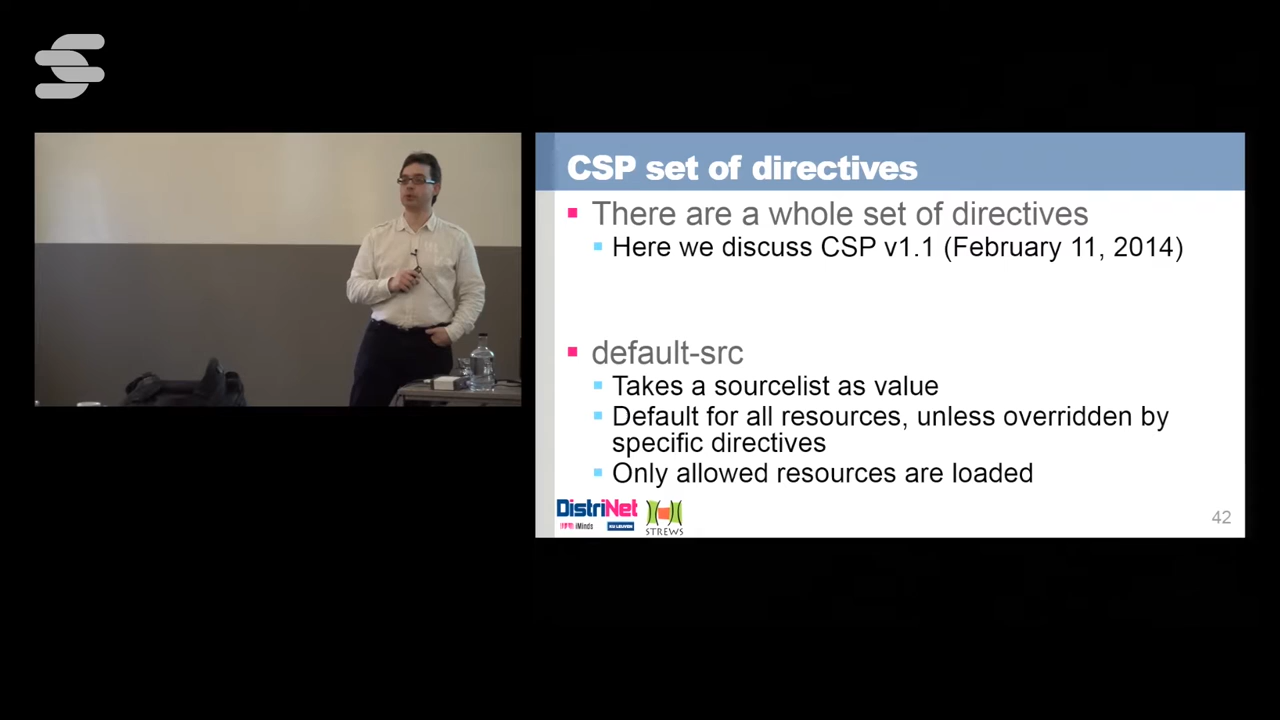 CSP set of directives
There are a whole set of directives
Here we discuss CSP v1.1 (February 11, 2014)
default-src
Takes a sourcelist as value
Default for all resources, unless overridden by
specific directives
Only allowed resources are loaded
DistriNet
iMinds
KU LEUVEN
STREWS
42